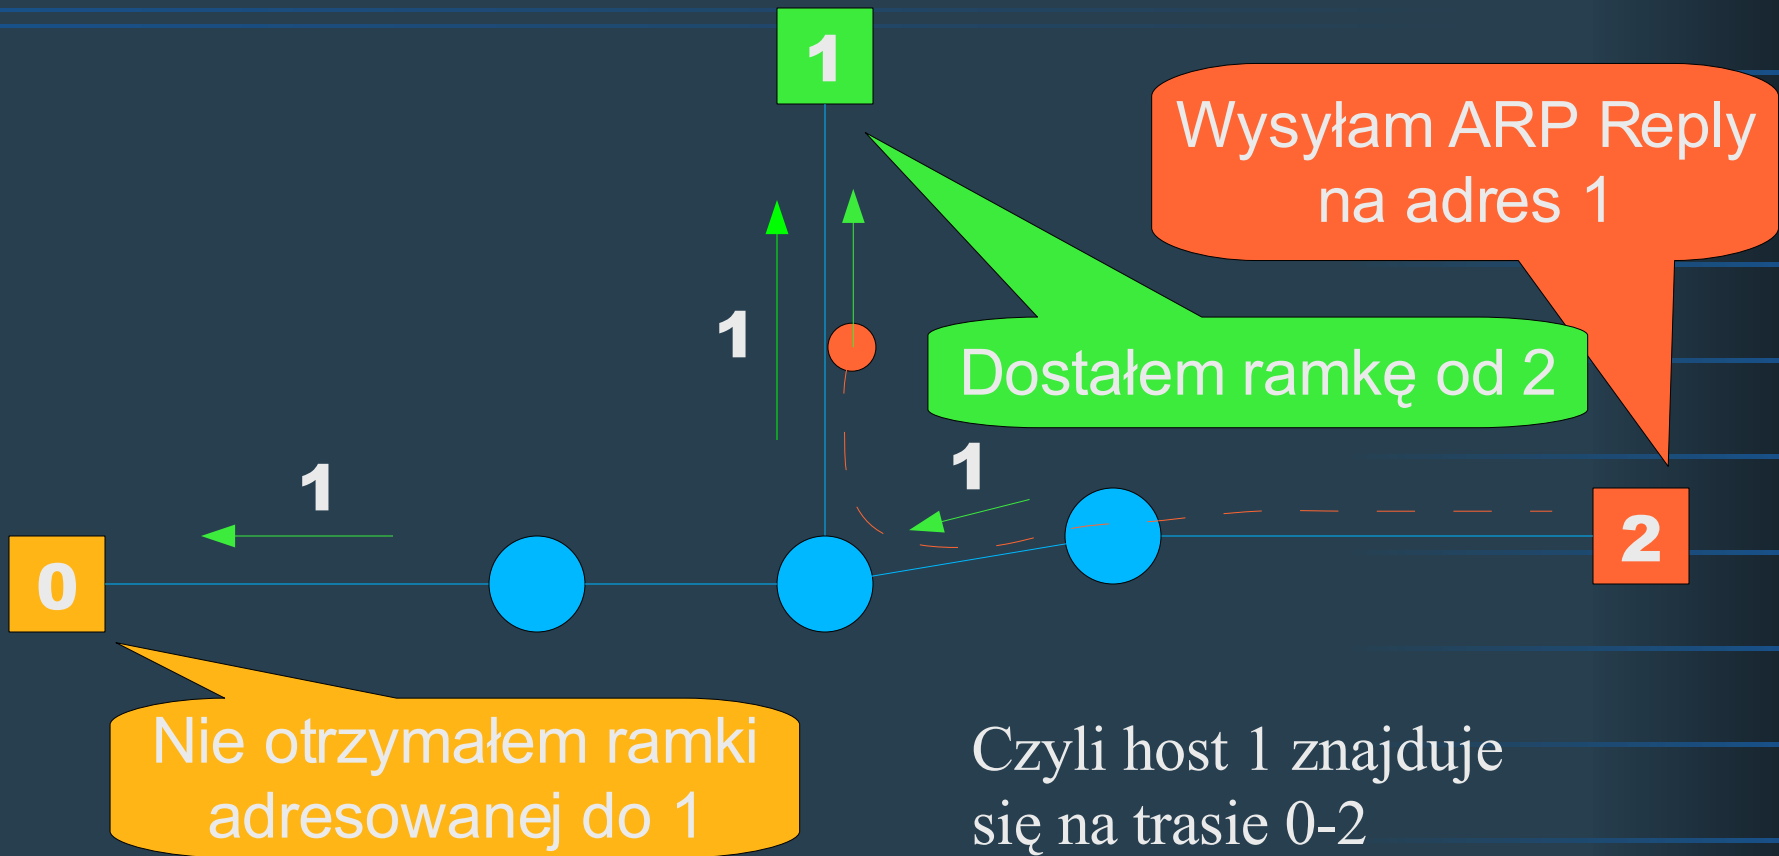 1
Wysyłam ARP Reply
na adres 1
1
Dostałem ramkę od 2
1
1
0
2
Nie otrzymałem ramki
adresowanej do 1
Czyli host 1 znajduje
się na trasie 0-2